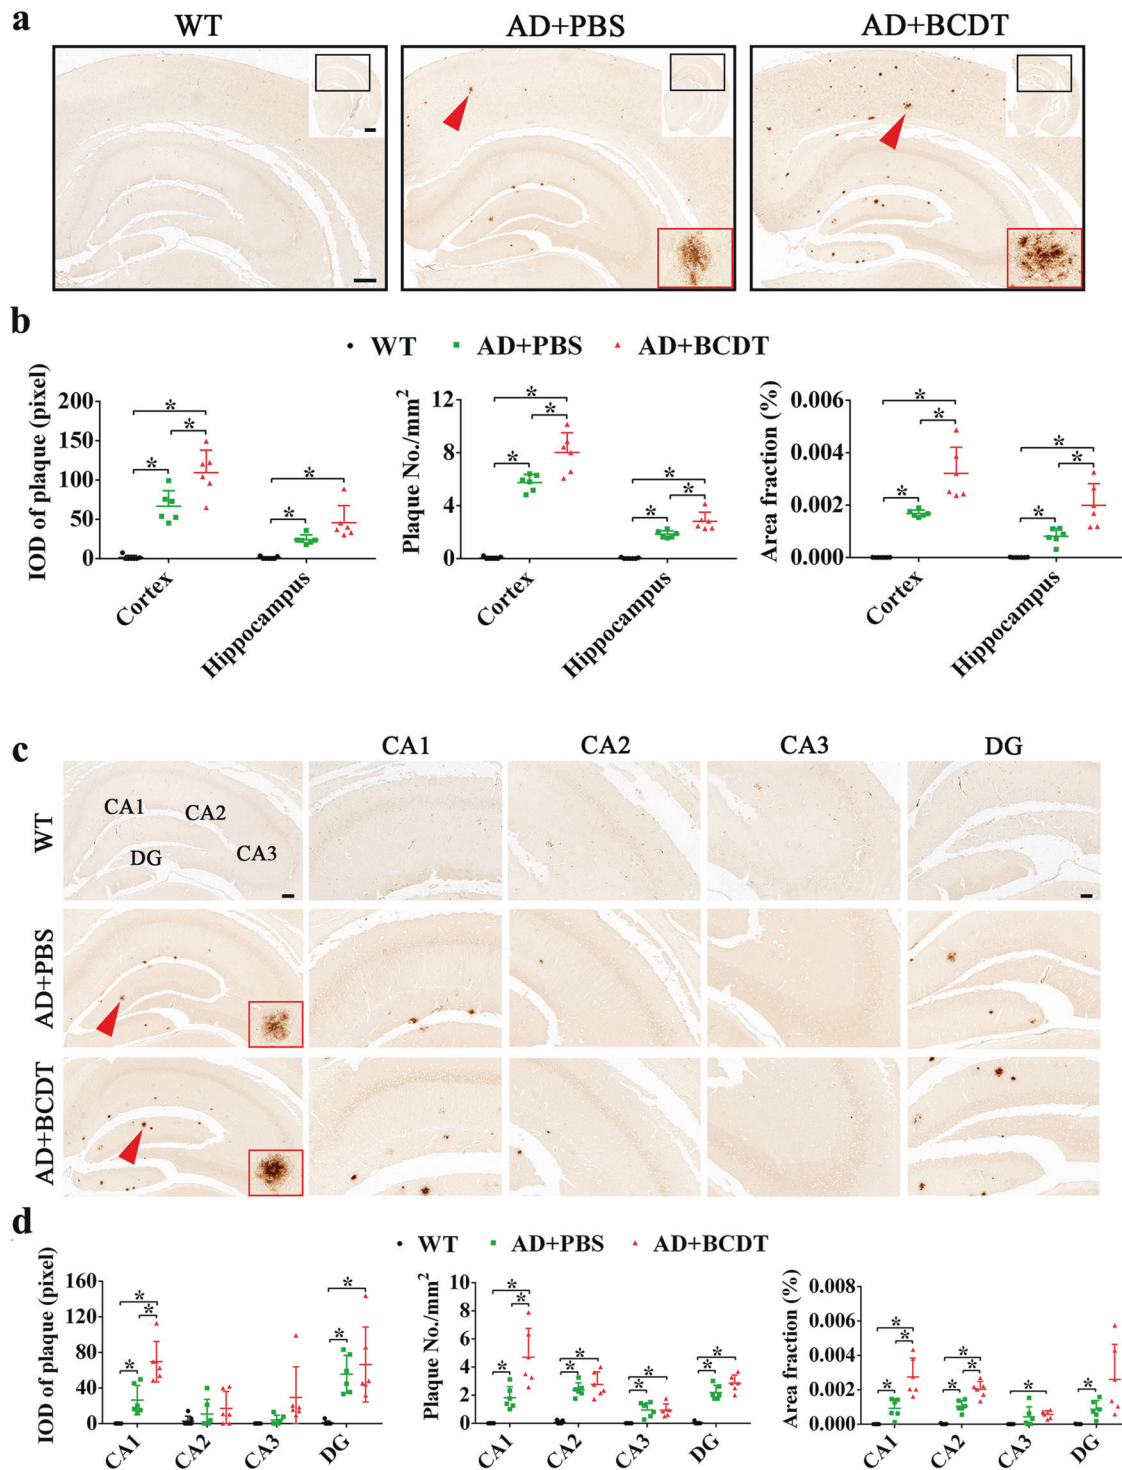 a
WT AD+PBS AD+BCDT
b
WT AD+PBS AD+BCDT
IOD of plaque (pixel)
200
150
100
50
0
Cortex
Hippocampus
*
*
*
*
*
Plaque No./mm²
12
8
4
0
Cortex
Hippocampus
*
*
*
*
*
*
Area fraction (%)
0.006
0.004
0.002
0.000
Cortex
Hippocampus
*
*
*
*
*
*
c
CA1 CA2 CA3 DG
WT
CA1
CA2
DG
CA3
AD+PBS
AD+BCDT
d
WT AD+PBS AD+BCDT
IOD of plaque (pixel)
160
120
80
40
0
CA1 CA2 CA3 DG
*
*
*
*
*
Plaque No./mm²
10
8
6
4
2
0
CA1 CA2 CA3 DG
*
*
*
*
*
*
*
*
*
Area fraction (%)
0.008
0.006
0.004
0.002
0.000
CA1 CA2 CA3 DG
*
*
*
*
*
*
*
*